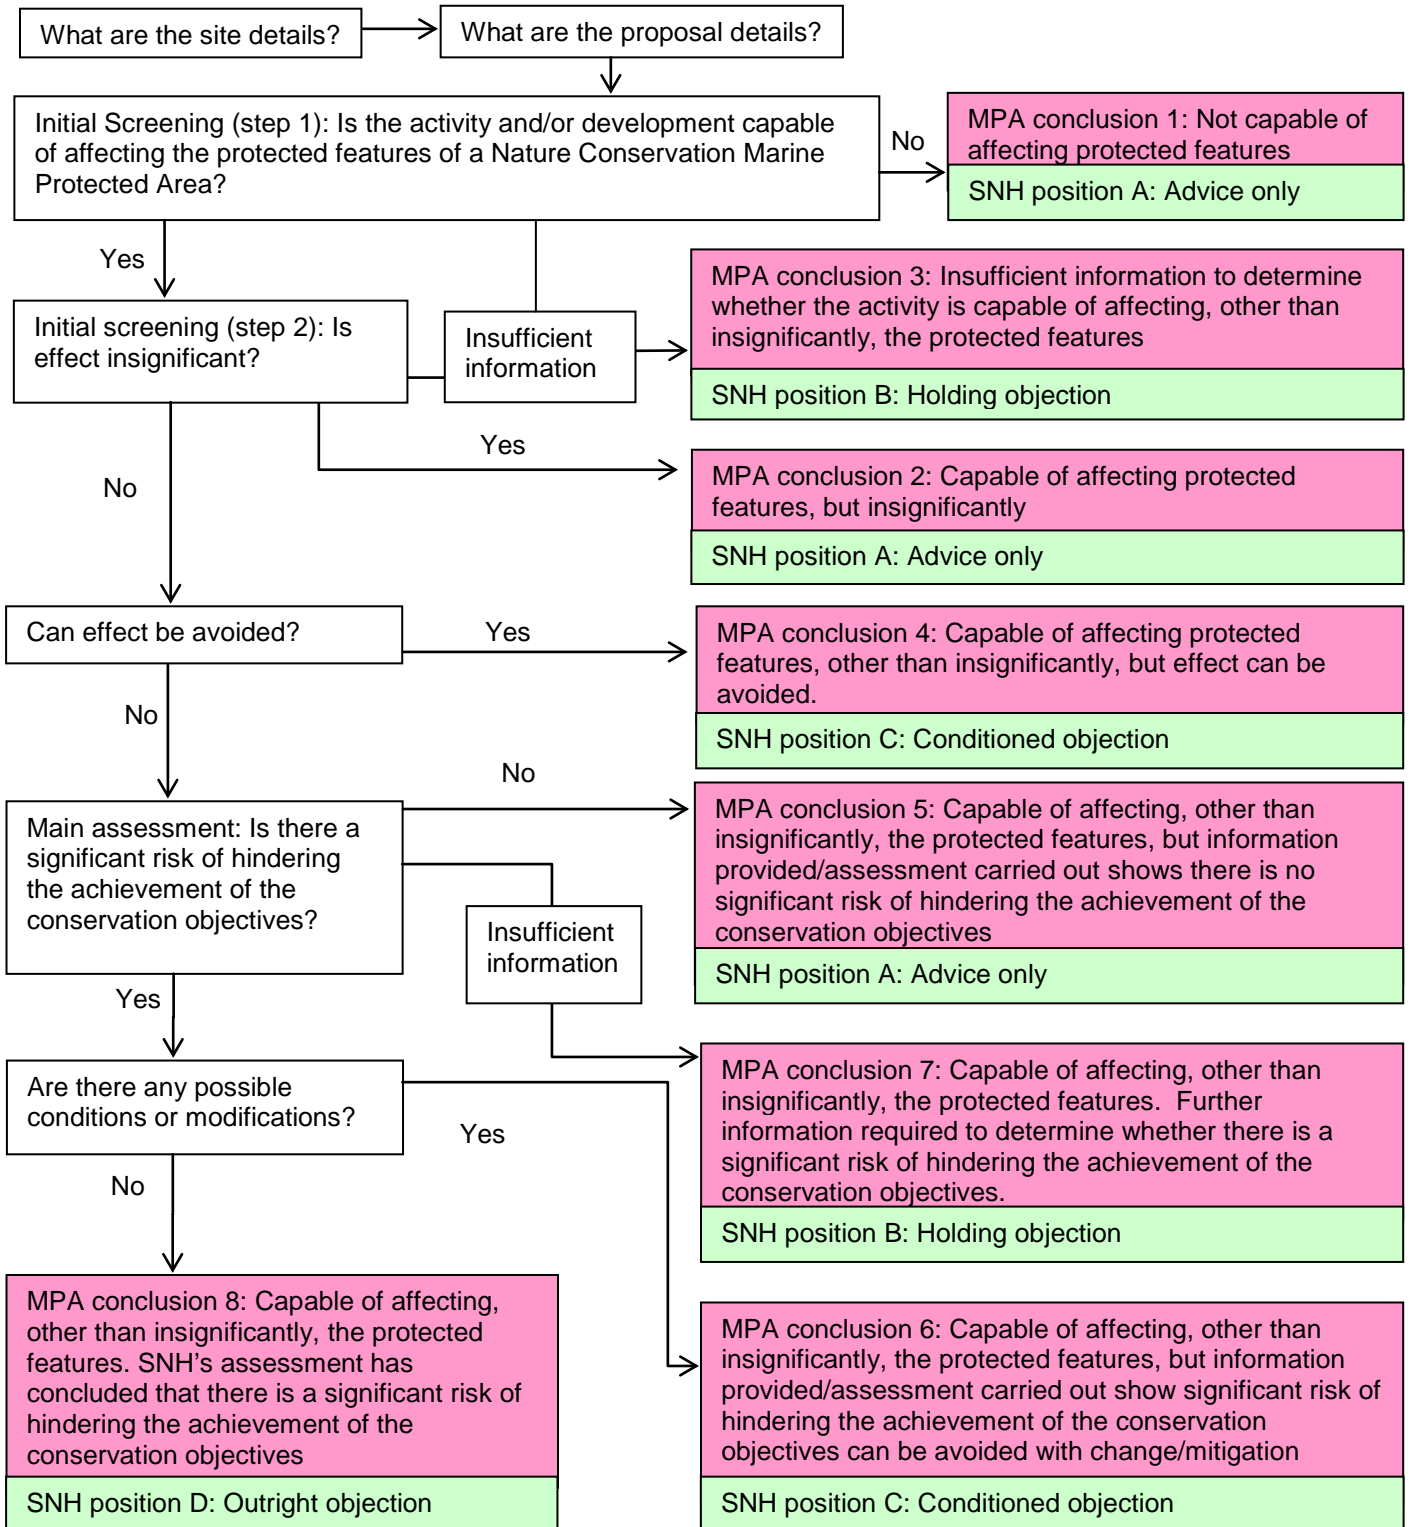 What are the site details?
What are the proposal details?
Initial Screening (step 1): Is the activity and/or development capable
of affecting the protected features of a Nature Conservation Marine
Protected Area?
No
MPA conclusion 1: Not capable of
affecting protected features
SNH position A: Advice only
Yes
Initial screening (step 2): Is
effect insignificant?
Insufficient
information
MPA conclusion 3: Insufficient information to determine
whether the activity is capable of affecting, other than
insignificantly, the protected features
SNH position B: Holding objection
Yes
MPA conclusion 2: Capable of affecting protected
features, but insignificantly
SNH position A: Advice only
No
Can effect be avoided?
Yes
MPA conclusion 4: Capable of affecting protected
features, other than insignificantly, but effect can be
avoided.
SNH position C: Conditioned objection
No
Main assessment: Is there a
significant risk of hindering
the achievement of the
conservation objectives?
No
MPA conclusion 5: Capable of affecting, other than
insignificantly, the protected features, but information
provided/assessment carried out shows there is no
significant risk of hindering the achievement of the
conservation objectives
SNH position A: Advice only
Insufficient
information
MPA conclusion 7: Capable of affecting, other than
insignificantly, the protected features.  Further
information required to determine whether there is a
significant risk of hindering the achievement of the
conservation objectives.
SNH position B: Holding objection
Yes
Are there any possible
conditions or modifications?
Yes
MPA conclusion 6: Capable of affecting, other than
insignificantly, the protected features, but information
provided/assessment carried out show significant risk of
hindering the achievement of the conservation
objectives can be avoided with change/mitigation
SNH position C: Conditioned objection
No
MPA conclusion 8: Capable of affecting,
other than insignificantly, the protected
features. SNH's assessment has
concluded that there is a significant risk of
hindering the achievement of the
conservation objectives
SNH position D: Outright objection